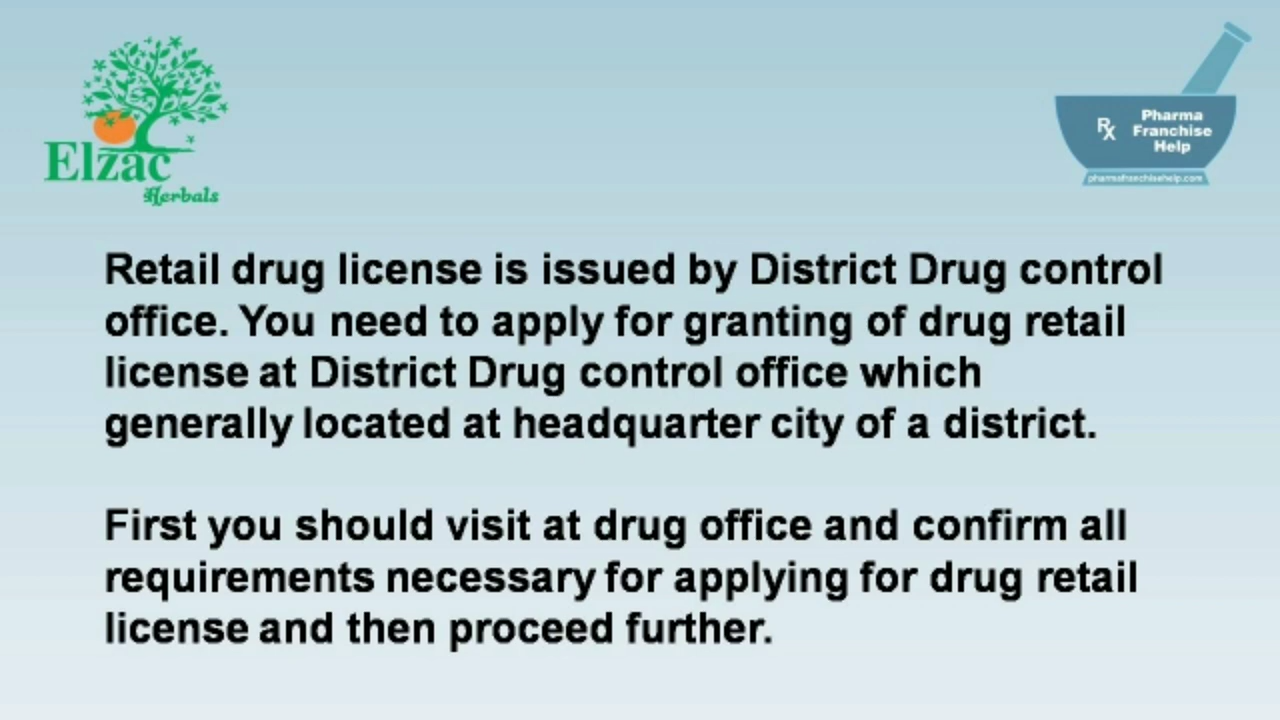 Elzac
Herbals
Rx
Pharma
Franchise
Help
pharmafranchisehelp.com
Retail drug license is issued by District Drug control
office. You need to apply for granting of drug retail
license at District Drug control office which
generally located at headquarter city of a district.
First you should visit at drug office and confirm all
requirements necessary for applying for drug retail
license and then proceed further.